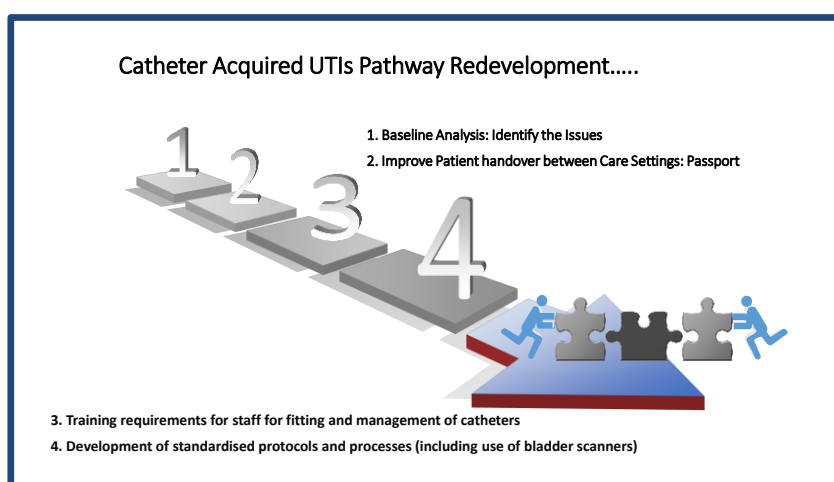 Catheter Acquired UTIs Pathway Redevelopment.....
1. Baseline Analysis: Identify the Issues
2. Improve Patient handover between Care Settings: Passport
1
2
3
4
3. Training requirements for staff for fitting and management of catheters
4. Development of standardised protocols and processes (including use of bladder scanners)